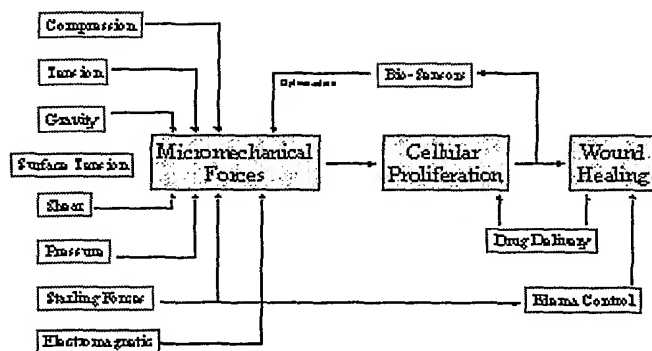 Compression
Tension
Bio-Sensors
Gravity
Micromechanical
Forces
Cellular
Proliferation
Wound
Healing
Surface Tension
Shear
Drug Delivery
Pressure
Starling Forces
Edema Control
Electromagnetic